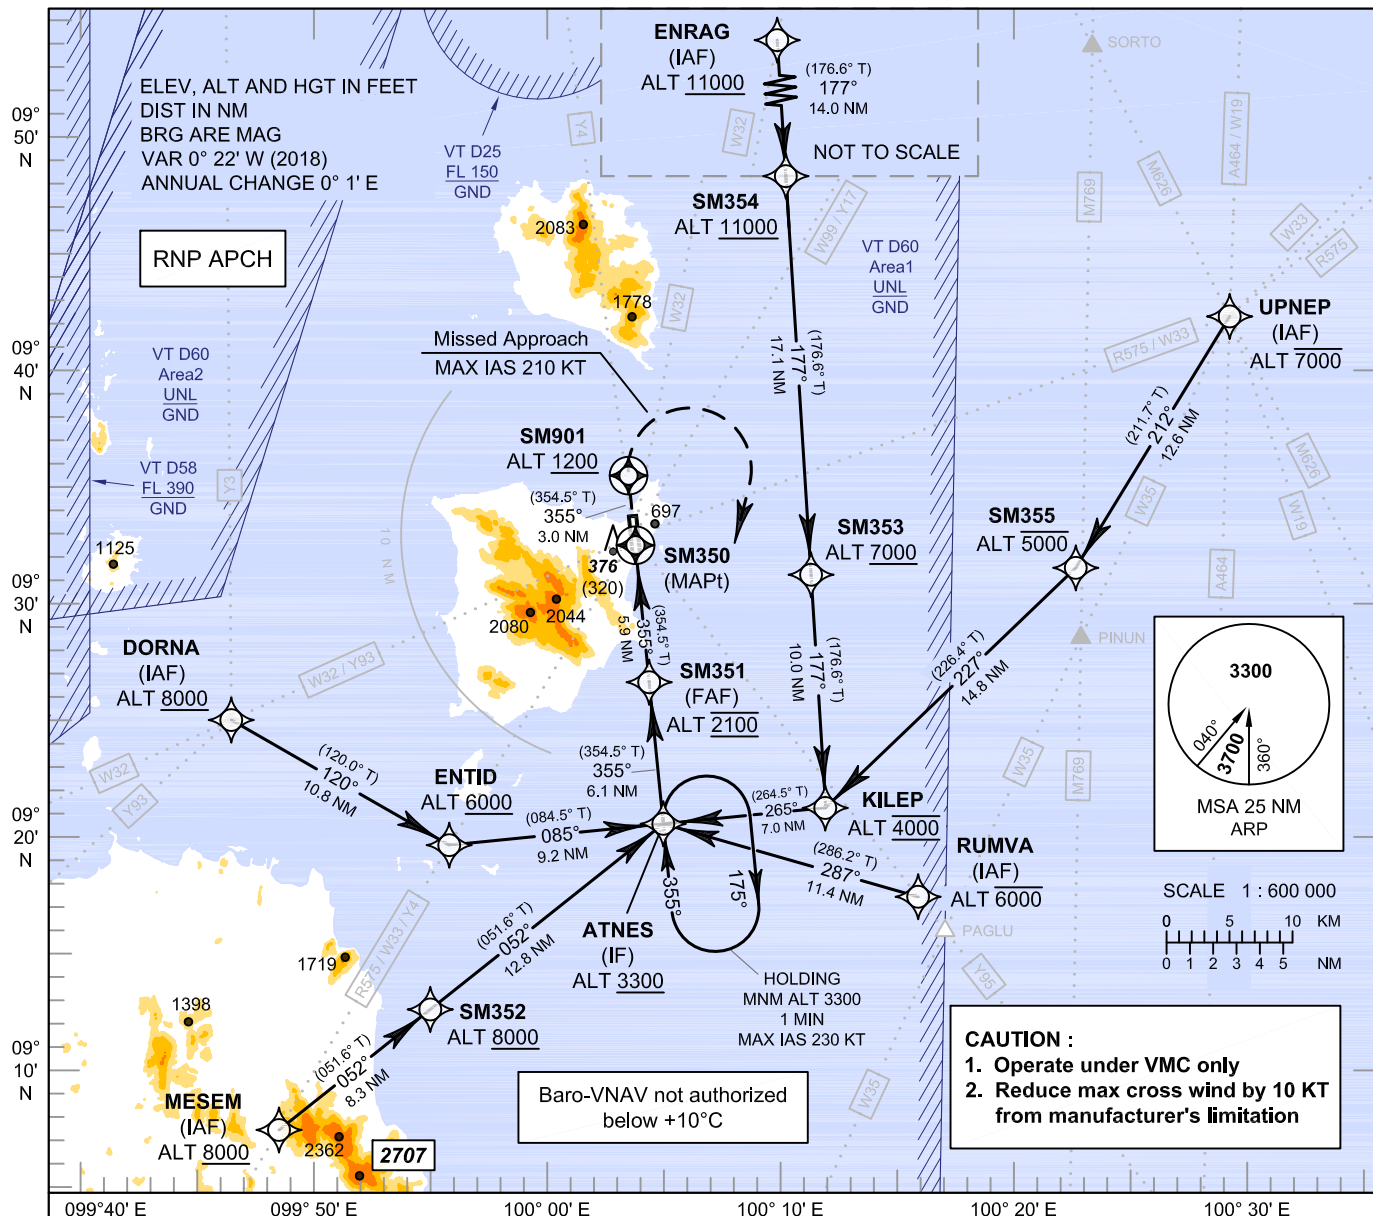 ELEV, ALT AND HGT IN FEET
DIST IN NM
BRG ARE MAG
VAR 0° 22' W (2018)
ANNUAL CHANGE 0° 1' E
RNP APCH
VT D25
FL 150
GND
ENRAG
(IAF)
ALT 11000
(176.6° T)
177°
14.0 NM
NOT TO SCALE
SM354
ALT 11000
SORTO
Y4
W32
W99 / Y17
W32
M769
M626
A464 / W19
W33
R575
VT D60
Area1
UNL
GND
2083
1778
UPNEP
(IAF)
ALT 7000
R575 / W33
Missed Approach
MAX IAS 210 KT
VT D60
Area2
UNL
GND
VT D58
FL 390
GND
(176.6° T)
177°
17.1 NM
(211.7° T)
212°
12.6 NM
SM901
ALT 1200
(354.5° T)
355°
3.0 NM
10 NM
Y3
1125
697
376
(320)
SM350
(MAPt)
SM353
ALT 7000
SM355
ALT 5000
W35
M626
W19
A464
2080
2044
(354.5° T)
355°
5.9 NM
(176.6° T)
177°
10.0 NM
(226.4° T)
227°
14.8 NM
PINUN
DORNA
(IAF)
ALT 8000
W32 / Y93
SM351
(FAF)
ALT 2100
3300
040°
3700
360°
MSA 25 NM
ARP
W32
Y93
(120.0° T)
120°
10.8 NM
(354.5° T)
355°
6.1 NM
W35
M769
ENTID
ALT 6000
(084.5° T)
085°
9.2 NM
(264.5° T)
265°
7.0 NM
KILEP
ALT 4000
(286.2° T)
287°
11.4 NM
RUMVA
(IAF)
ALT 6000
355°
175°
ATNES
(IF)
ALT 3300
PAGLU
Y95
SCALE 1 : 600 000
0 5 10 KM
0 1 2 3 4 5 NM
R575 / W33 / Y4
(051.6° T)
052°
12.8 NM
HOLDING
MNM ALT 3300
1 MIN
MAX IAS 230 KT
1719
1398
SM352
ALT 8000
(051.6° T)
052°
8.3 NM
MESEM
(IAF)
ALT 8000
2362
2707
Baro-VNAV not authorized
below +10°C
W35
CAUTION :
1. Operate under VMC only
2. Reduce max cross wind by 10 KT
from manufacturer's limitation
09°
50'
N
09°
40'
N
09°
30'
N
09°
20'
N
09°
10'
N
099° 40' E
099° 50' E
100° 00' E
100° 10' E
100° 20' E
100° 30' E